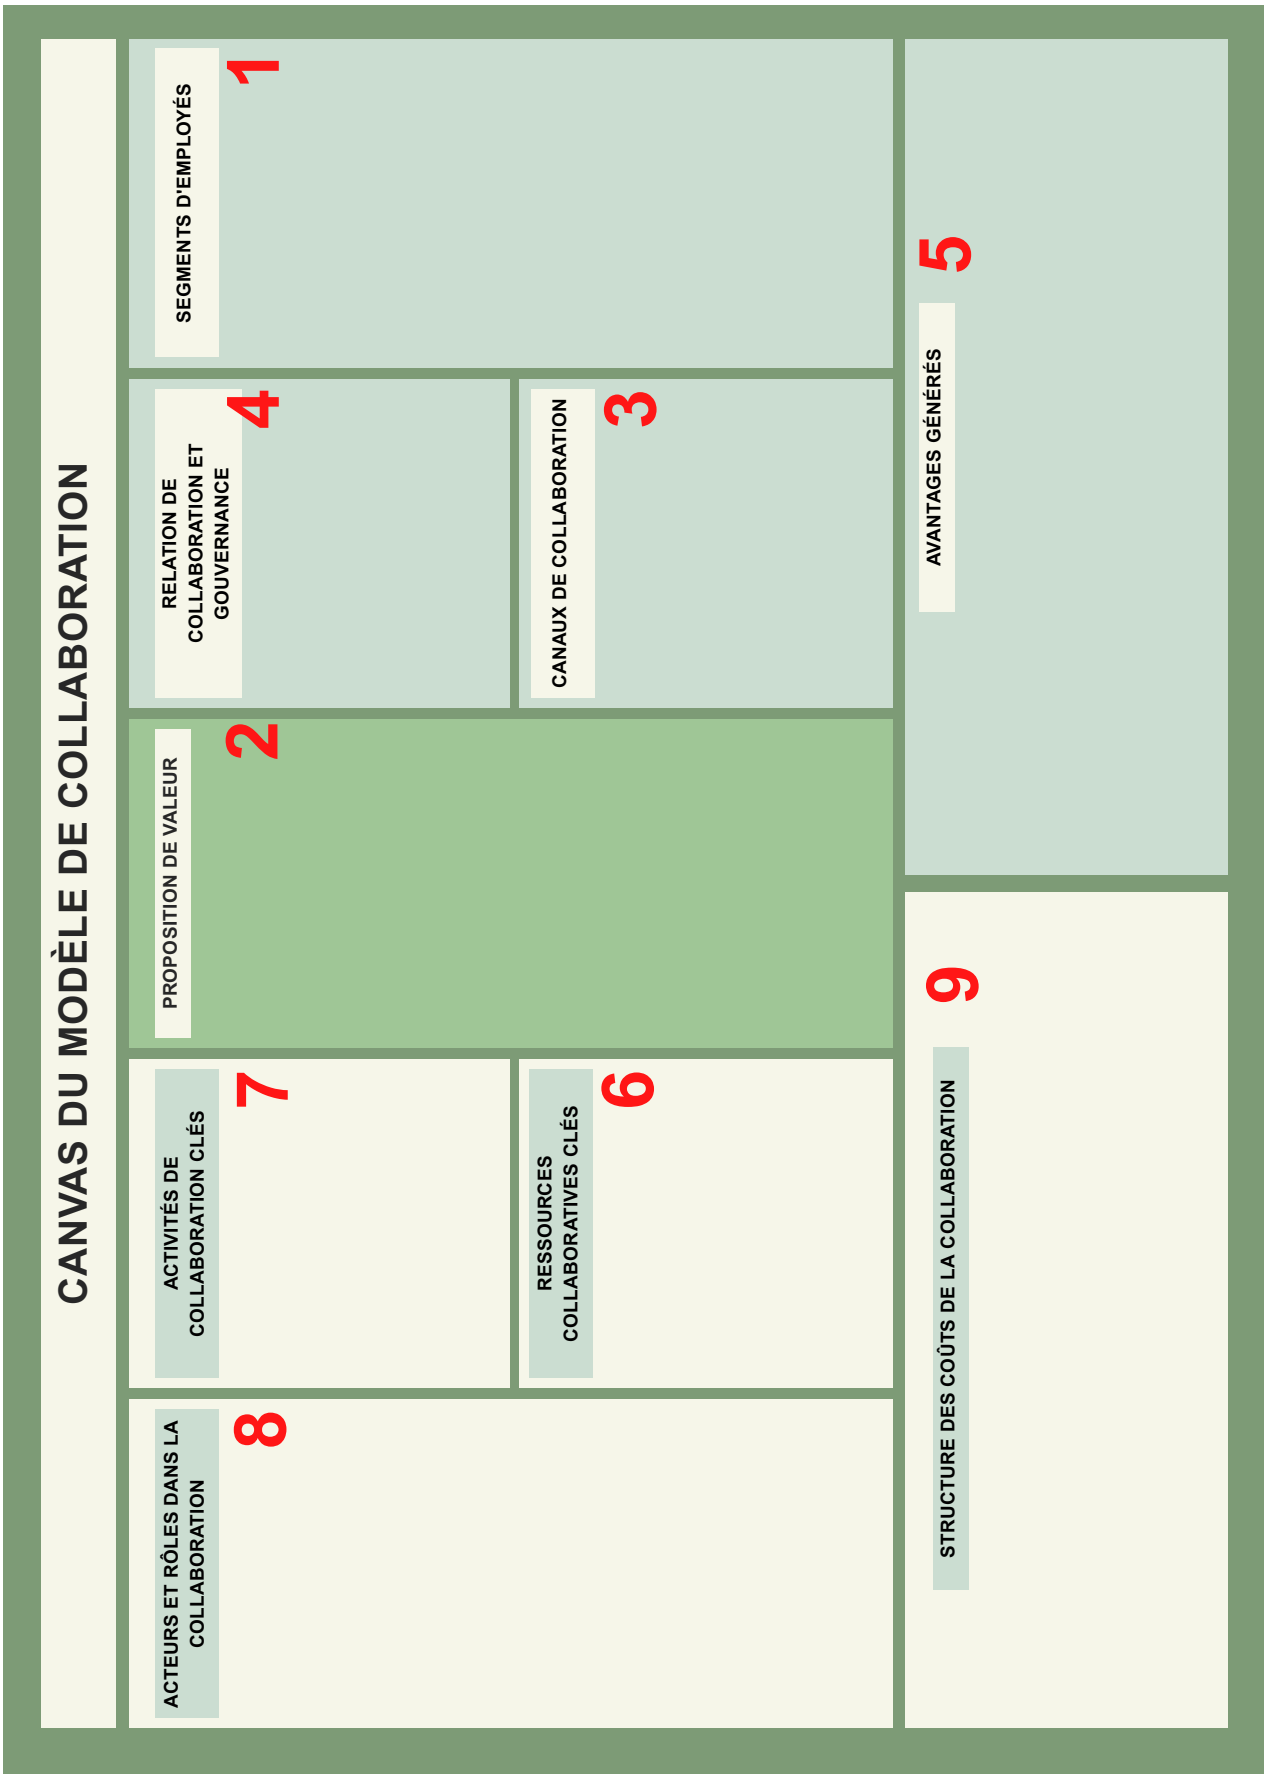 CANVAS DU MODÈLE DE COLLABORATION
ACTEURS ET RÔLES DANS LA
COLLABORATION
8
ACTIVITÉS DE
COLLABORATION CLÉS
7
RESSOURCES
COLLABORATIVES CLÉS
6
PROPOSITION DE VALEUR
2
RELATION DE
COLLABORATION ET
GOUVERNANCE
4
CANAUX DE COLLABORATION
3
SEGMENTS D'EMPLOYÉS
1
STRUCTURE DES COÛTS DE LA COLLABORATION
9
AVANTAGES GÉNÉRÉS
5